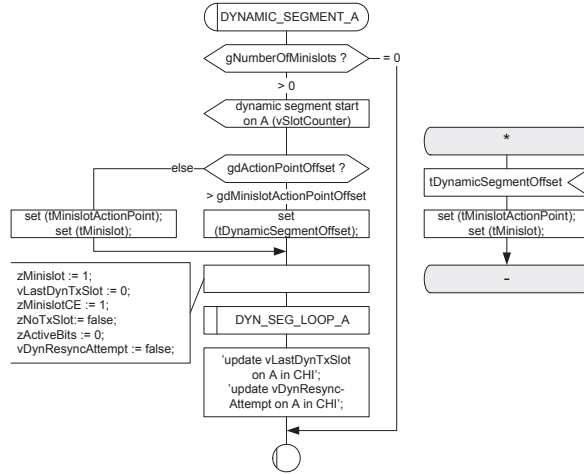 DYNAMIC_SEGMENT_A
gNumberOfMinislots ?
= 0
> 0
dynamic segment start
on A (vSlotCounter)
else
gdActionPointOffset ?
> gdMinislotActionPointOffset
set (tMinislotActionPoint);
set (tMinislot);
set
(tDynamicSegmentOffset);
zMinislot := 1;
vLastDynTxSlot := 0;
zMinislotCE := 1;
zNoTxSlot:= false;
zActiveBits := 0;
vDynResyncAttempt := false;
DYN_SEG_LOOP_A
'update vLastDynTxSlot
on A in CHI';
'update vDynResync-
Attempt on A in CHI';
*
tDynamicSegmentOffset
set (tMinislotActionPoint);
set (tMinislot);
-